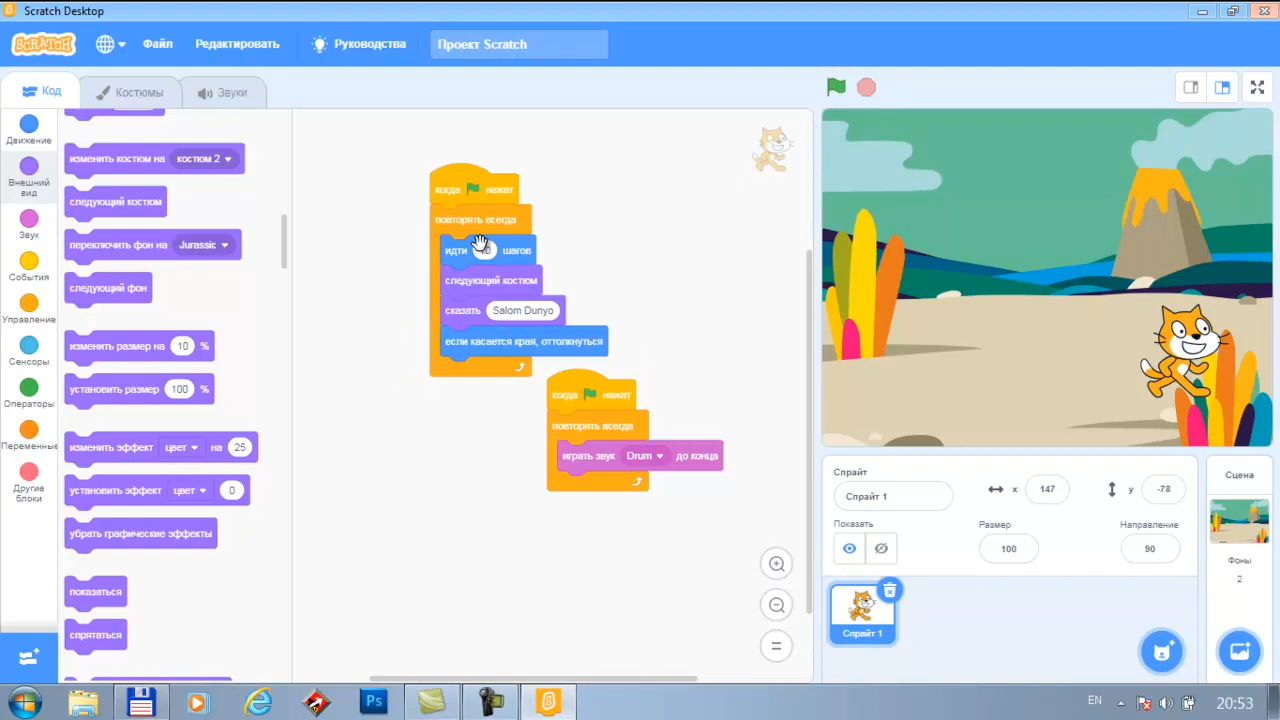 Scratch Desktop
SCRATCH
Файл
Редактировать
Руководства
Проект Scratch
Код
Костюмы
Звуки
Движение
Внешний вид
Звук
События
Управление
Сенсоры
Операторы
Переменные
Другие блоки
изменить костюм на костюм 2
следующий костюм
переключить фон на Jurassic
следующий фон
изменить размер на 10 %
установить размер 100 %
изменить эффект цвет на 25
установить эффект цвет 0
убрать графические эффекты
показаться
спрятаться
когда нажат
повторять всегда
идти шагов
следующий костюм
сказать Salom Dunyo
если касается края, оттолкнуться
когда нажат
повторять всегда
играть звук Drum до конца
Спрайт
Спрайт 1
x 147
y -78
Показать
Размер
100
Направление
90
Спрайт 1
Сцена
Фоны
2
Ps
EN
20:53